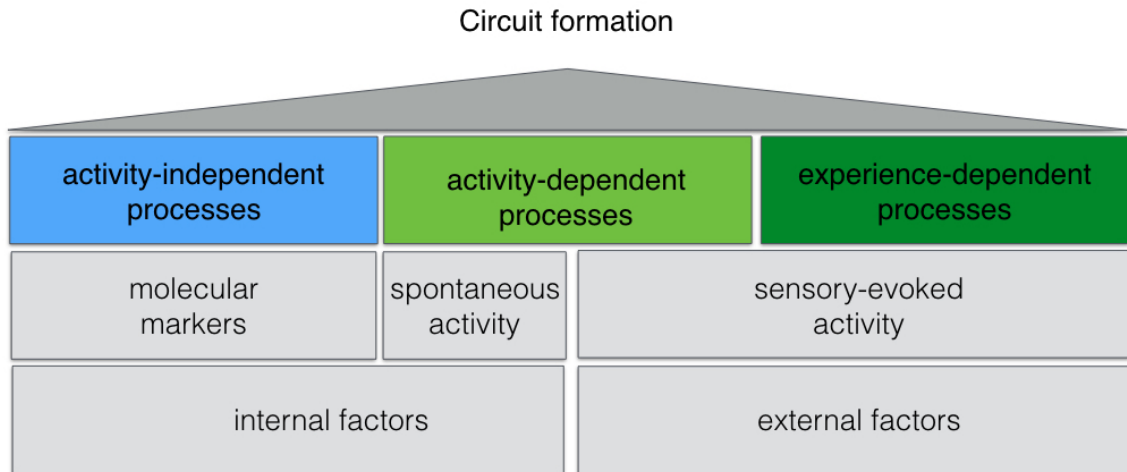 Circuit formation
activity-independent
processes
activity-dependent
processes
experience-dependent
processes
molecular
markers
spontaneous
activity
sensory-evoked
activity
internal factors
external factors